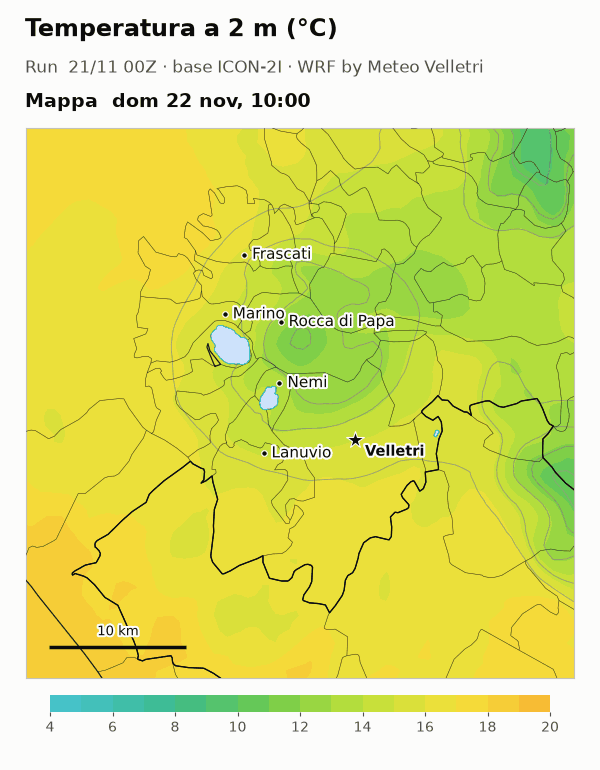 Temperatura a 2 m (°C)
Run 21/11 00Z · base ICON-2I · WRF by Meteo Velletri
Mappa dom 22 nov, 10:00
Frascati
Marino
Rocca di Papa
Nemi
Velletri
Lanuvio
10 km
4 6 8 10 12 14 16 18 20